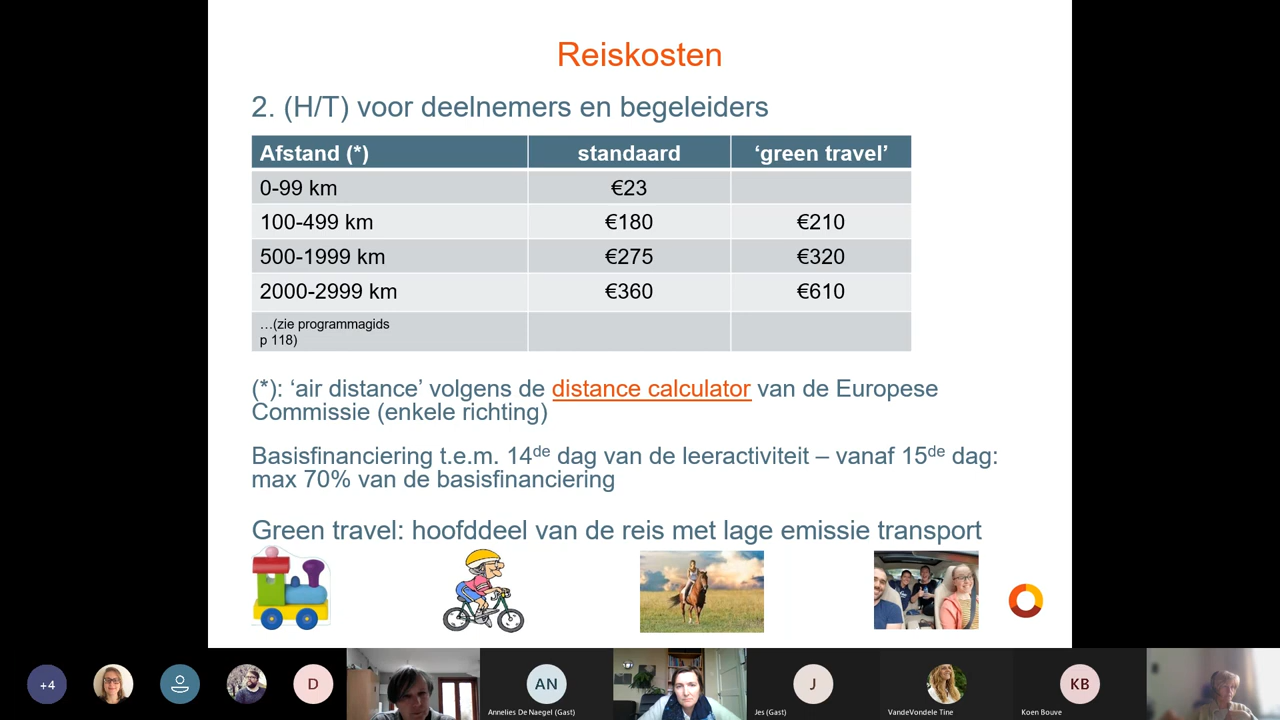 Reiskosten
2. (H/T) voor deelnemers en begeleiders
Afstand (*) standaard ‘green travel’
0-99 km €23
100-499 km €180 €210
500-1999 km €275 €320
2000-2999 km €360 €610
…(zie programmagids
p 118)
(*): ‘air distance’ volgens de distance calculator van de Europese
Commissie (enkele richting)
Basisfinanciering t.e.m. 14de dag van de leeractiviteit – vanaf 15de dag:
max 70% van de basisfinanciering
Green travel: hoofddeel van de reis met lage emissie transport
+4
D
AN
Annelies De Naegel (Gast)
J
Jes (Gast)
VandeVondele Tine
KB
Koen Bouve